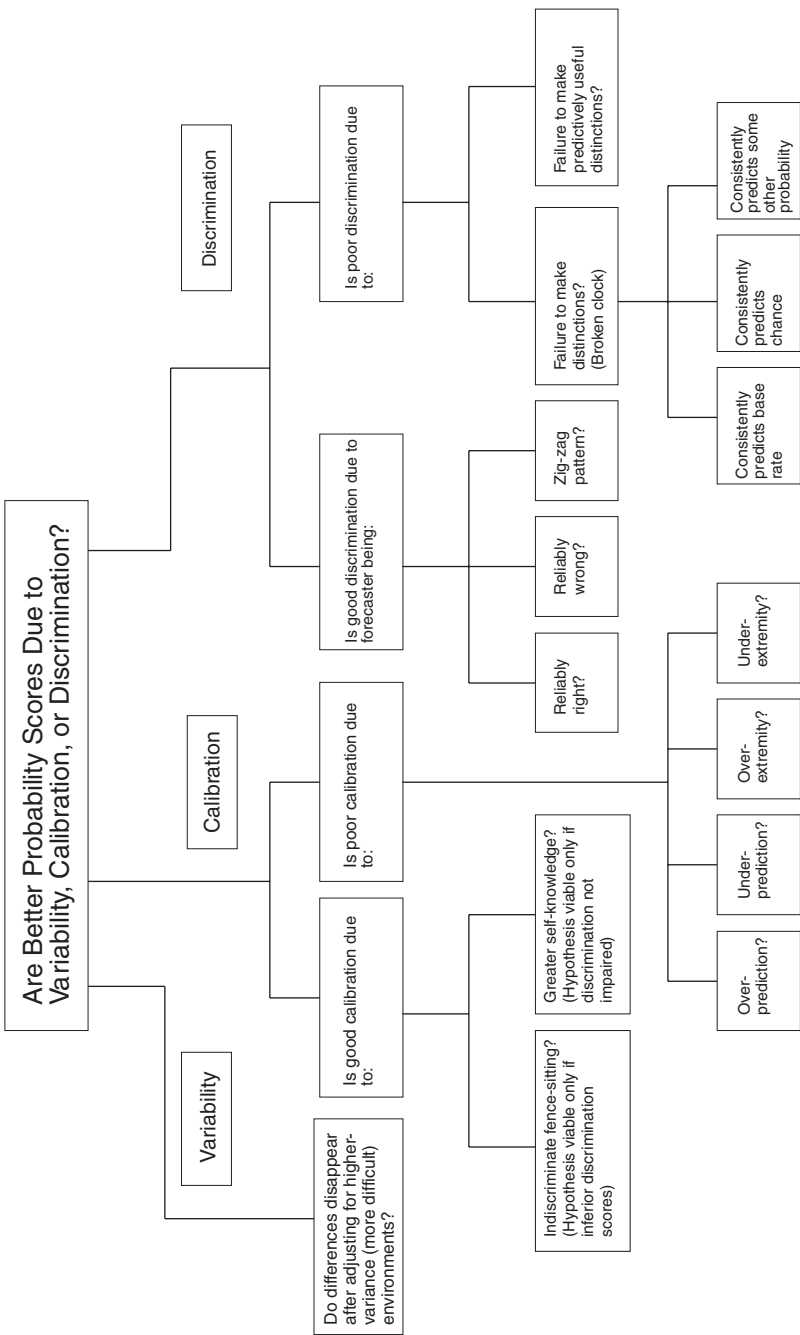 Are Better Probability Scores Due to
Variability, Calibration, or Discrimination?
Variability
Calibration
Discrimination
Do differences disappear
after adjusting for higher-
variance (more difficult)
environments?
Is good calibration due
to:
Is poor calibration due
to:
Is good discrimination due to
forecaster being:
Is poor discrimination due
to:
Indiscriminate fence-sitting?
(Hypothesis viable only if
inferior discrimination
scores)
Greater self-knowledge?
(Hypothesis viable only if
discrimination not
impaired)
Reliably
right?
Reliably
wrong?
Zig-zag
pattern?
Failure to make
distinctions?
(Broken clock)
Failure to make
predictively useful
distinctions?
Over-
prediction?
Under-
prediction?
Over-
extremity?
Under-
extremity?
Consistently
predicts base
rate
Consistently
predicts
chance
Consistently
predicts some
other
probability